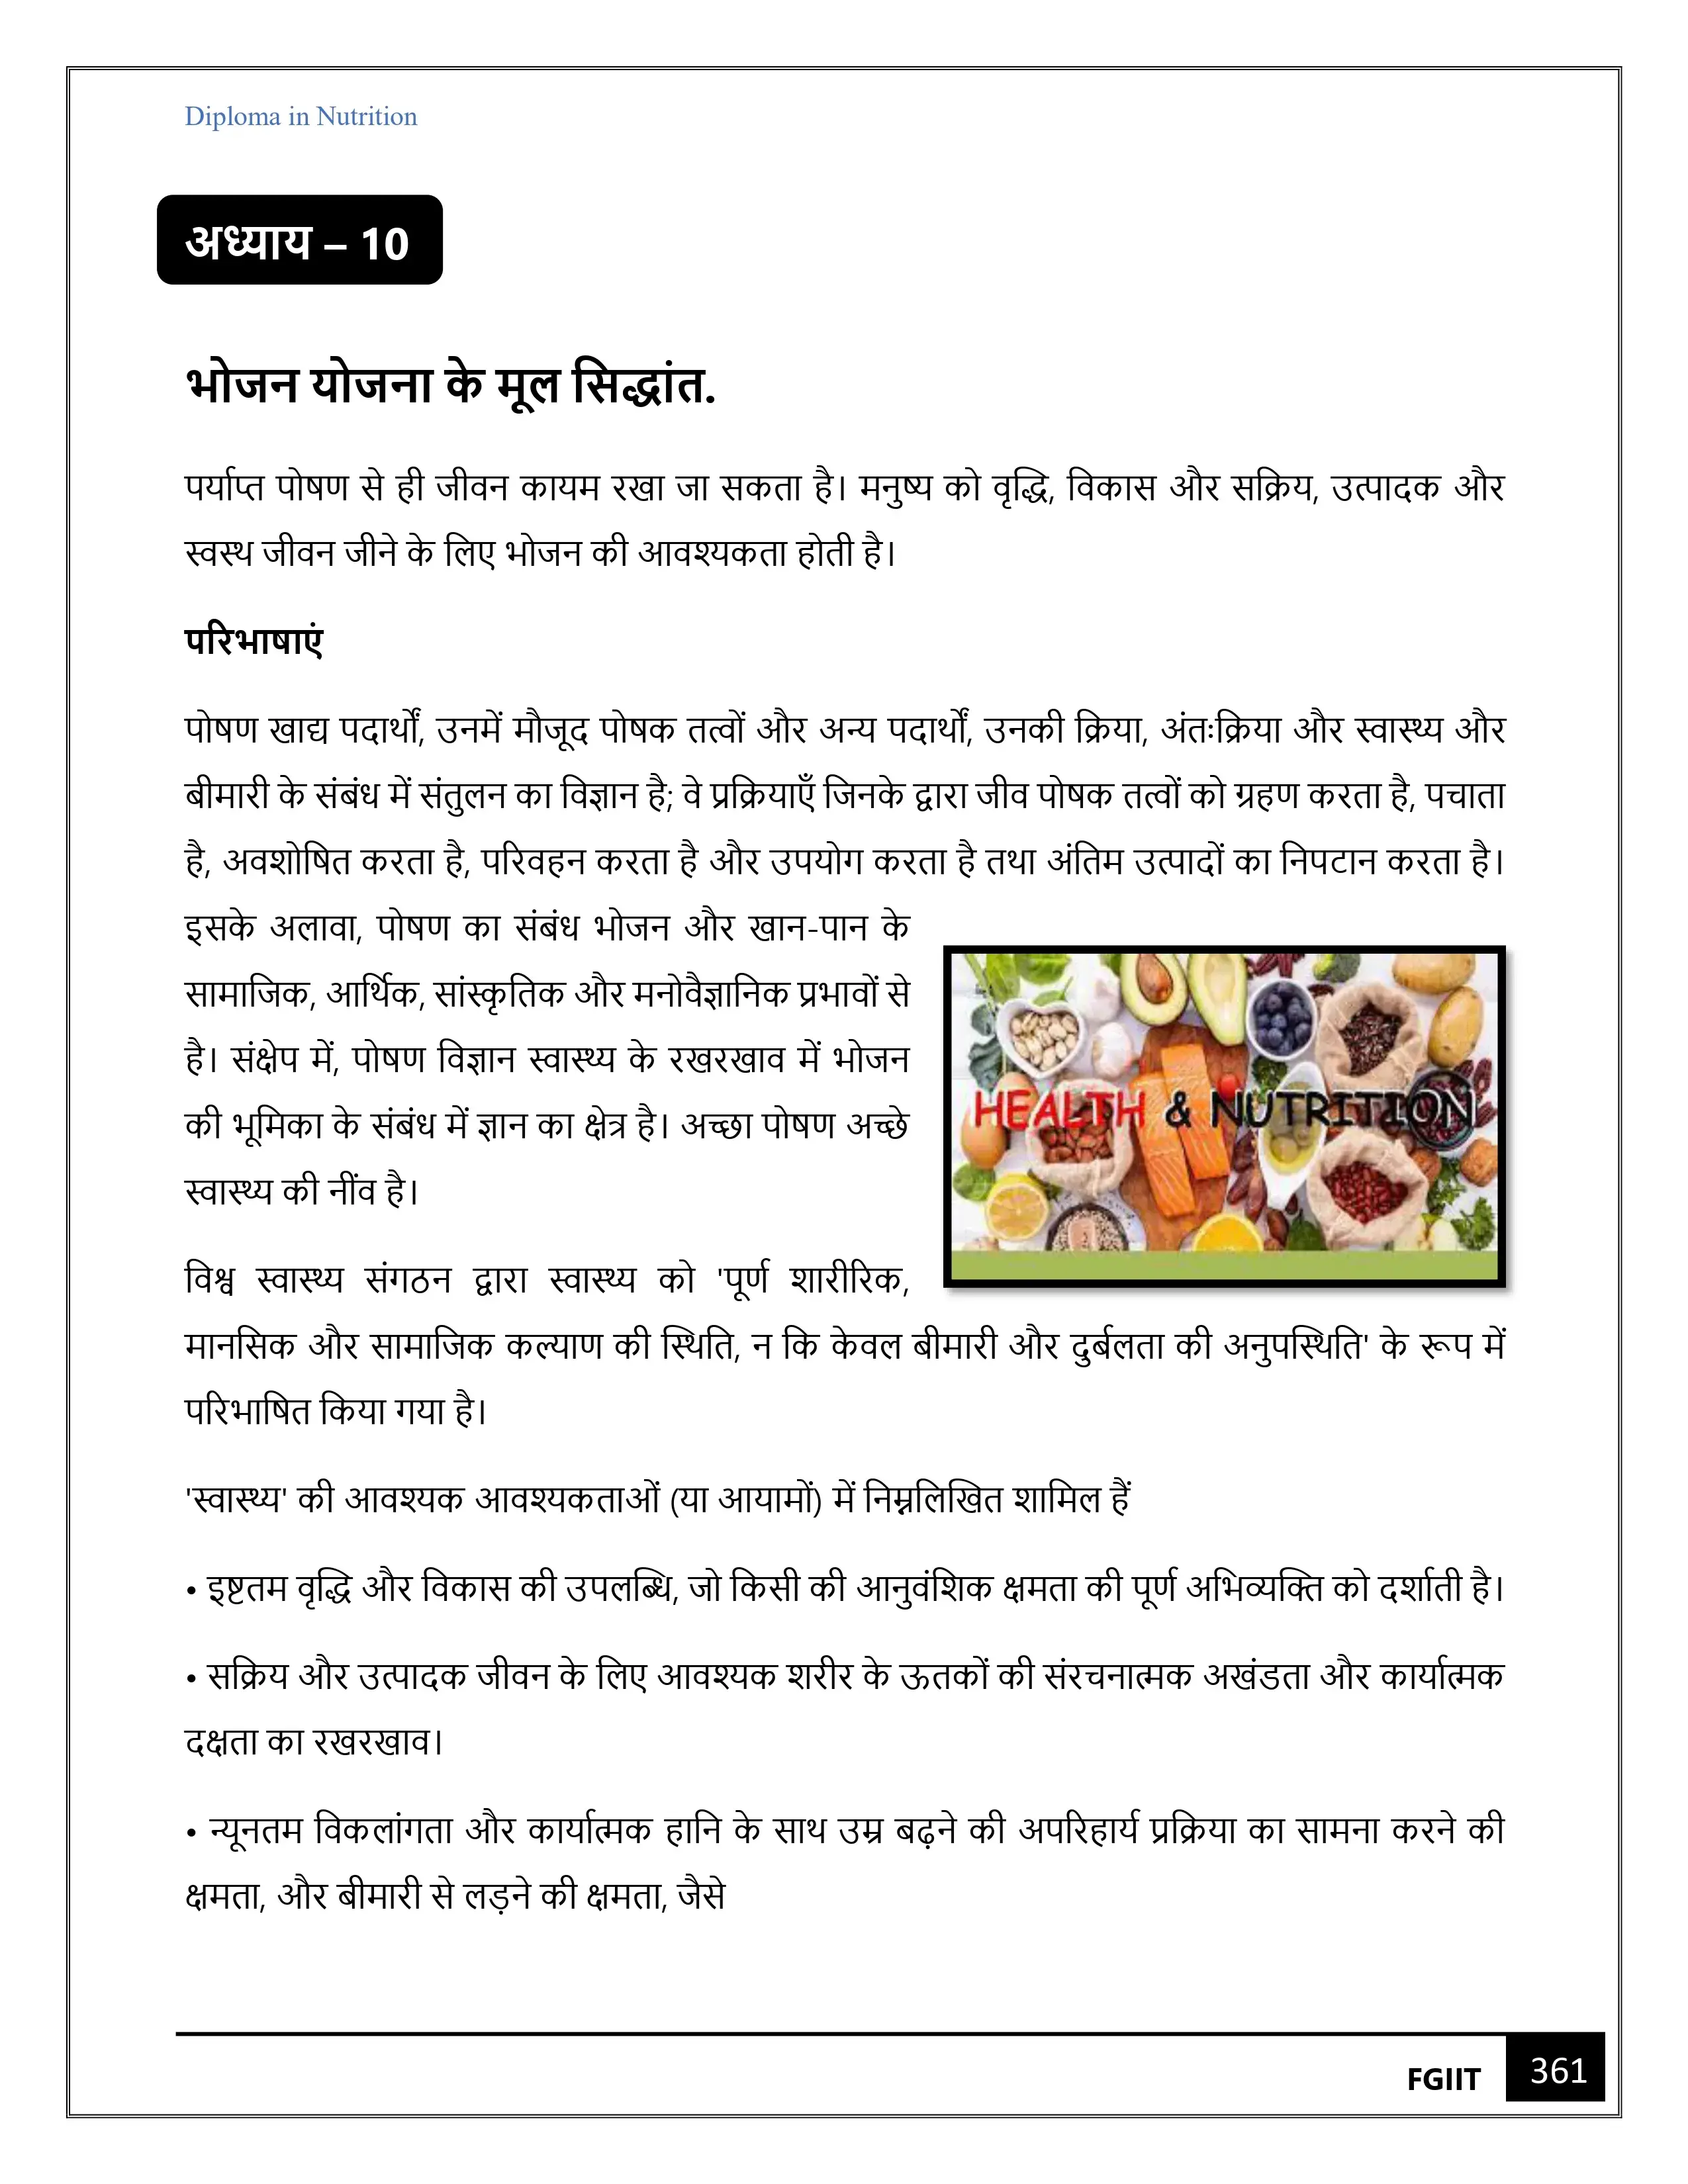 Diploma in Nutrition
अध्याय – 10
भोजन योजना के मूल सिद्धांत.
पर्याप्त पोषण से ही जीवन कायम रखा जा सकता है। मनुष्य को वृद्धि, विकास और सक्रिय, उत्पादक और
स्वस्थ जीवन जीने के लिए भोजन की आवश्यकता होती है।
परिभाषाएं
पोषण खाद्य पदार्थों, उनमें मौजूद पोषक तत्वों और अन्य पदार्थों, उनकी क्रिया, अंतःक्रिया और स्वास्थ्य और
बीमारी के संबंध में संतुलन का विज्ञान है; वे प्रक्रियाएँ जिनके द्वारा जीव पोषक तत्वों को ग्रहण करता है, पचाता
है, अवशोषित करता है, परिवहन करता है और उपयोग करता है तथा अंतिम उत्पादों का निपटान करता है।
इसके अलावा, पोषण का संबंध भोजन और खान-पान के
सामाजिक, आर्थिक, सांस्कृतिक और मनोवैज्ञानिक प्रभावों से
है। संक्षेप में, पोषण विज्ञान स्वास्थ्य के रखरखाव में भोजन
की भूमिका के संबंध में ज्ञान का क्षेत्र है। अच्छा पोषण अच्छे
स्वास्थ्य की नींव है।
HEALTH & NUTRITION
विश्व स्वास्थ्य संगठन द्वारा स्वास्थ्य को 'पूर्ण शारीरिक,
मानसिक और सामाजिक कल्याण की स्थिति, न कि केवल बीमारी और दुर्बलता की अनुपस्थिति' के रूप में
परिभाषित किया गया है।
'स्वास्थ्य' की आवश्यक आवश्यकताओं (या आयामों) में निम्नलिखित शामिल हैं
• इष्टतम वृद्धि और विकास की उपलब्धि, जो किसी की आनुवंशिक क्षमता की पूर्ण अभिव्यक्ति को दर्शाती है।
• सक्रिय और उत्पादक जीवन के लिए आवश्यक शरीर के ऊतकों की संरचनात्मक अखंडता और कार्यात्मक
दक्षता का रखरखाव।
• न्यूनतम विकलांगता और कार्यात्मक हानि के साथ उम्र बढ़ने की अपरिहार्य प्रक्रिया का सामना करने की
क्षमता, और बीमारी से लड़ने की क्षमता, जैसे
FGIIT 361